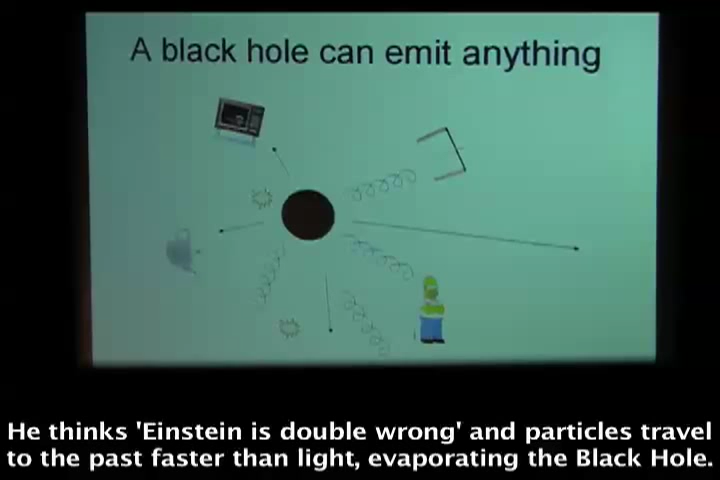 A black hole can emit anything
He thinks 'Einstein is double wrong' and particles travel
to the past faster than light, evaporating the Black Hole.